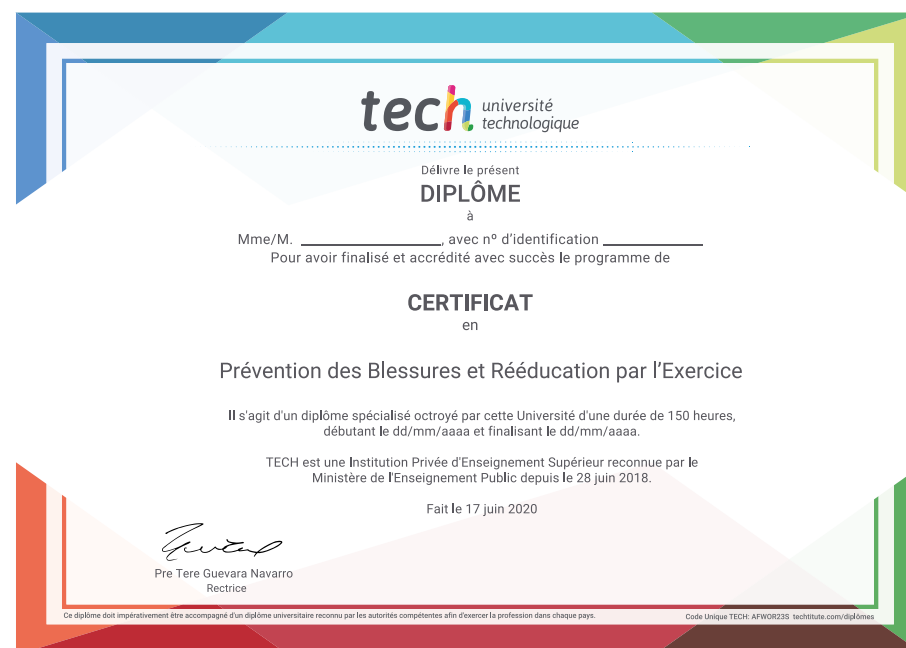 tech université
technologique
Délivre le présent
DIPLÔME
à
Mme/M. ____________________, avec nº d'identification ______________
Pour avoir finalisé et accrédité avec succès le programme de
CERTIFICAT
en
Prévention des Blessures et Rééducation par l'Exercice
Il s'agit d'un diplôme spécialisé octroyé par cette Université d'une durée de 150 heures,
débutant le dd/mm/aaaa et finalisant le dd/mm/aaaa.
TECH est une Institution Privée d'Enseignement Supérieur reconnue par le
Ministère de l'Enseignement Public depuis le 28 juin 2018.
Fait le 17 juin 2020
Pre Tere Guevara Navarro
Rectrice
Ce diplôme doit impérativement être accompagné d'un diplôme universitaire reconnu par les autorités compétentes afin d'exercer la profession dans chaque pays.
Code Unique TECH: AFWOR23S techtitute.com/diplômes